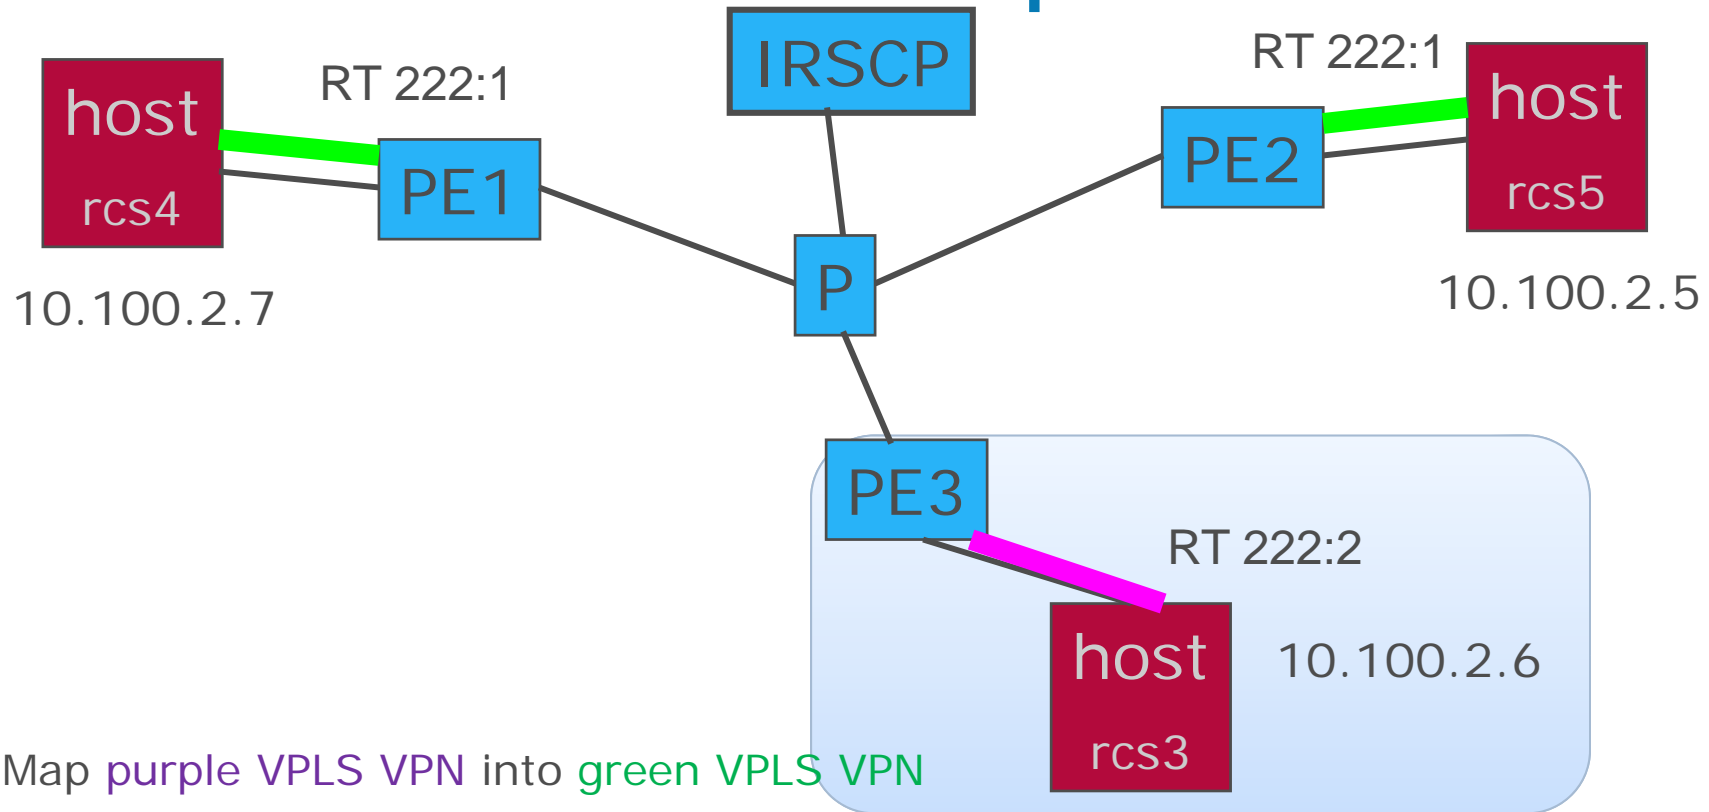 IRSCP
RT 222:1
RT 222:1
host
rcs4
PE1
PE2
host
rcs5
10.100.2.7
P
10.100.2.5
PE3
RT 222:2
host
rcs3
10.100.2.6
Map purple VPLS VPN into green VPLS VPN